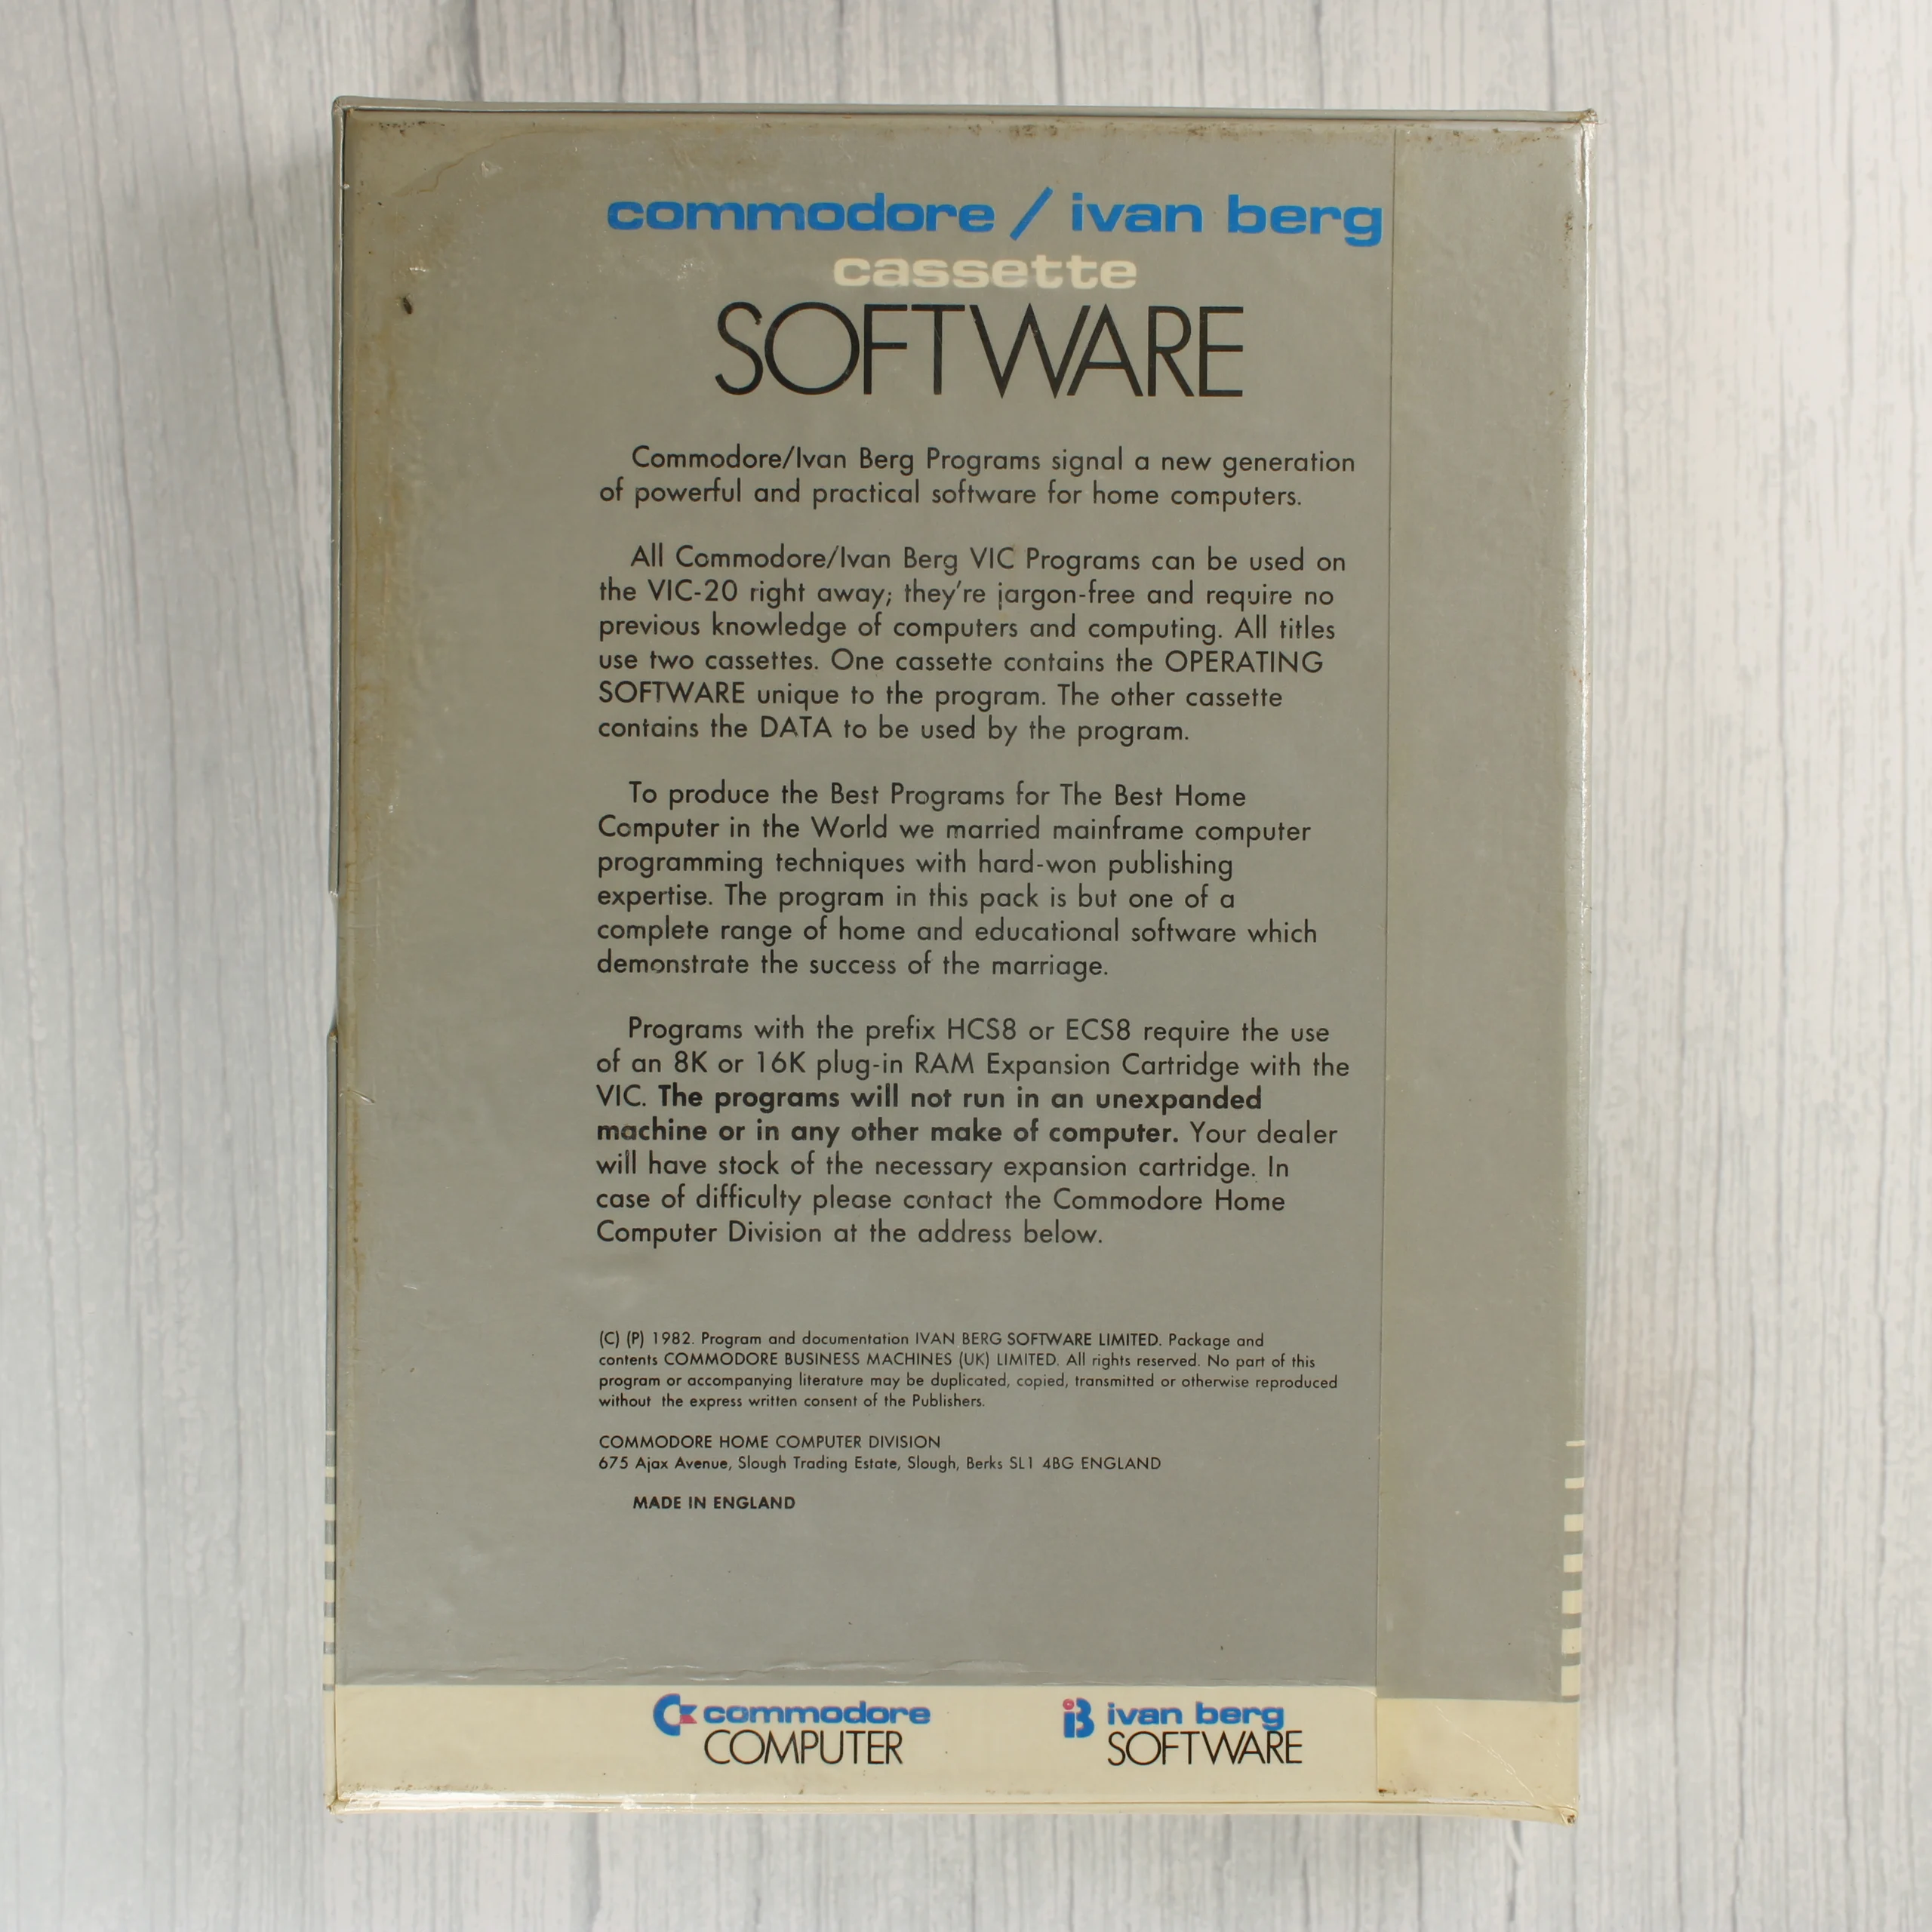 commodore / ivan berg
cassette
SOFTWARE
Commodore/Ivan Berg Programs signal a new generation
of powerful and practical software for home computers.
All Commodore/Ivan Berg VIC Programs can be used on
the VIC-20 right away; they're jargon-free and require no
previous knowledge of computers and computing. All titles
use two cassettes. One cassette contains the OPERATING
SOFTWARE unique to the program. The other cassette
contains the DATA to be used by the program.
To produce the Best Programs for The Best Home
Computer in the World we married mainframe computer
programming techniques with hard-won publishing
expertise. The program in this pack is but one of a
complete range of home and educational software which
demonstrate the success of the marriage.
Programs with the prefix HCS8 or ECS8 require the use
of an 8K or 16K plug-in RAM Expansion Cartridge with the
VIC. The programs will not run in an unexpanded
machine or in any other make of computer. Your dealer
will have stock of the necessary expansion cartridge. In
case of difficulty please contact the Commodore Home
Computer Division at the address below.
(C) (P) 1982. Program and documentation IVAN BERG SOFTWARE LIMITED. Package and
contents COMMODORE BUSINESS MACHINES (UK) LIMITED. All rights reserved. No part of this
program or accompanying literature may be duplicated, copied, transmitted or otherwise reproduced
without the express written consent of the Publishers.
COMMODORE HOME COMPUTER DIVISION
675 Ajax Avenue, Slough Trading Estate, Slough, Berks SL1 4BG ENGLAND
MADE IN ENGLAND
commodore
COMPUTER
iB ivan berg
SOFTWARE